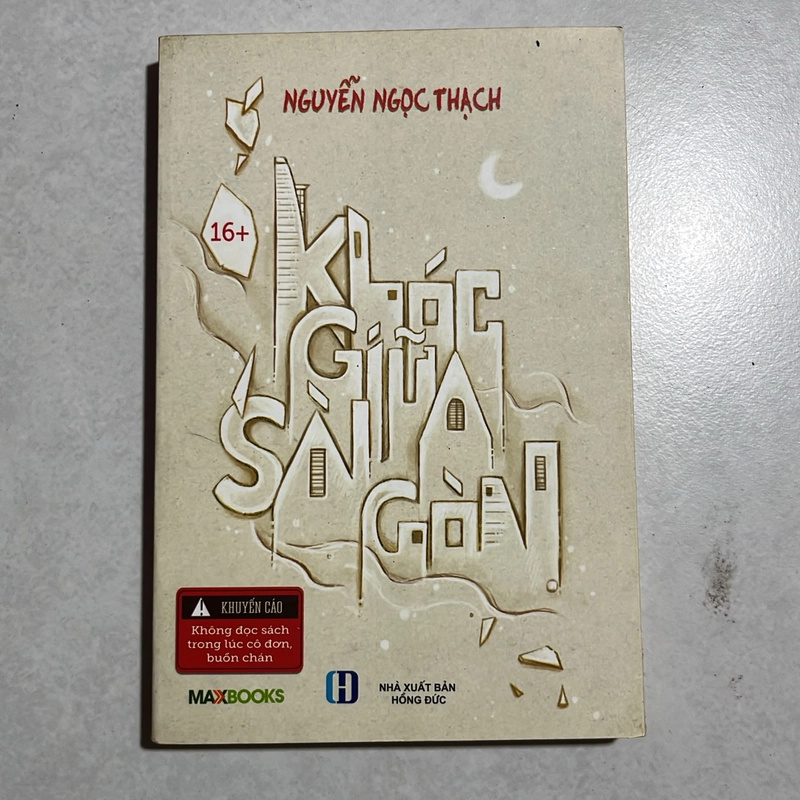 NGUYỄN NGỌC THẠCH
16+
KHÓC
GIỮA
SÀI
GÒN
KHUYẾN CÁO
Không đọc sách
trong lúc cô đơn,
buồn chán
MAXBOOKS
NHÀ XUẤT BẢN
HỒNG ĐỨC